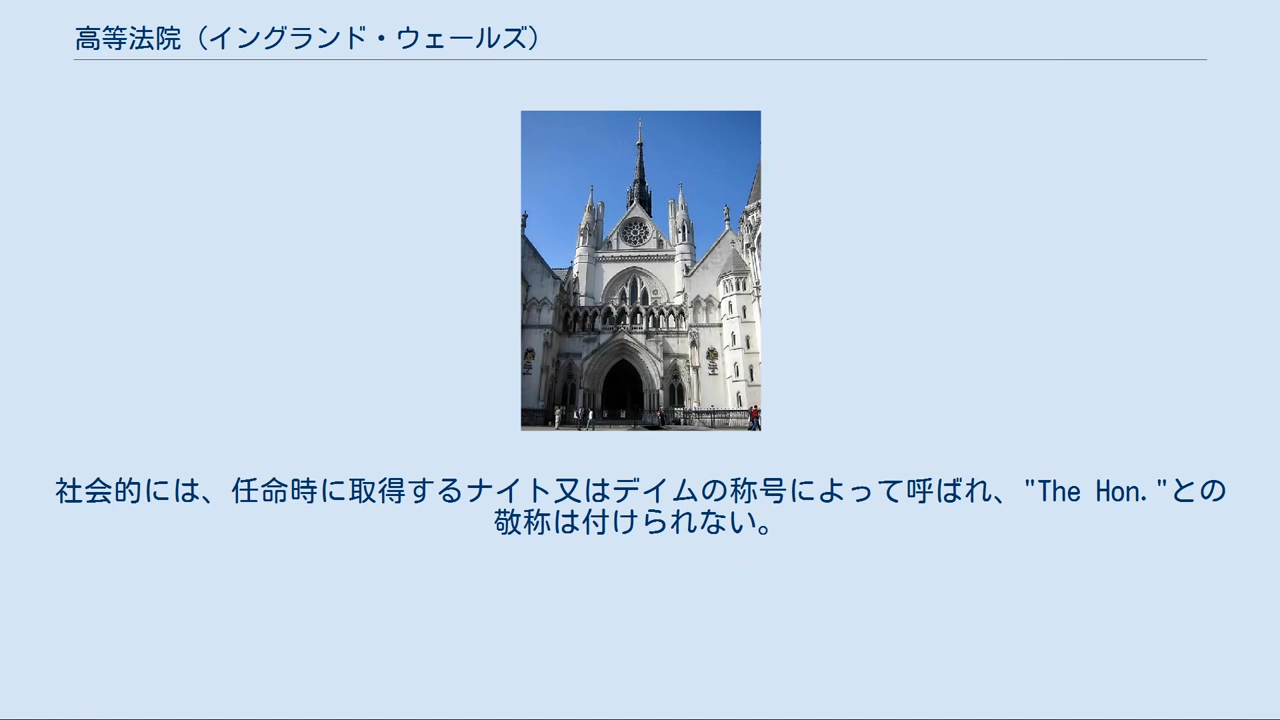 高等法院（イングランド・ウェールズ）
社会的には、任命時に取得するナイト又はデイムの称号によって呼ばれ、"The Hon."との
敬称は付けられない。